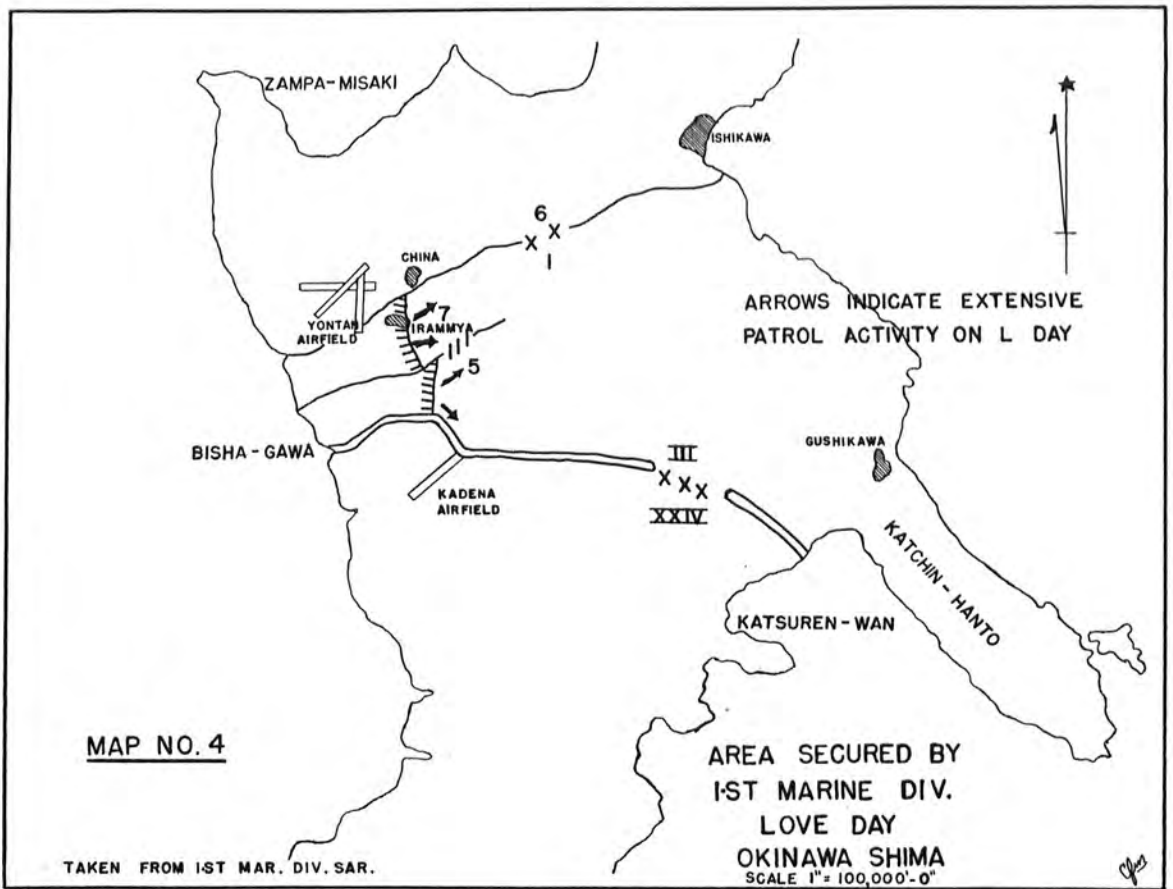 ZAMPA-MISAKI
ISHIKAWA
6
X X
I
CHINA
YONTAN
AIRFIELD
7
IRAMMYA
III
5
ARROWS INDICATE EXTENSIVE
PATROL ACTIVITY ON L DAY
BISHA-GAWA
KADENA
AIRFIELD
III
X X X
XXIV
GUSHIKAWA
KATCHIN-HANTO
KATSUREN-WAN
MAP NO. 4
AREA SECURED BY
1-ST MARINE DIV.
LOVE DAY
OKINAWA SHIMA
SCALE 1"= 100,000'-0"
TAKEN FROM 1-ST MAR. DIV. SAR.